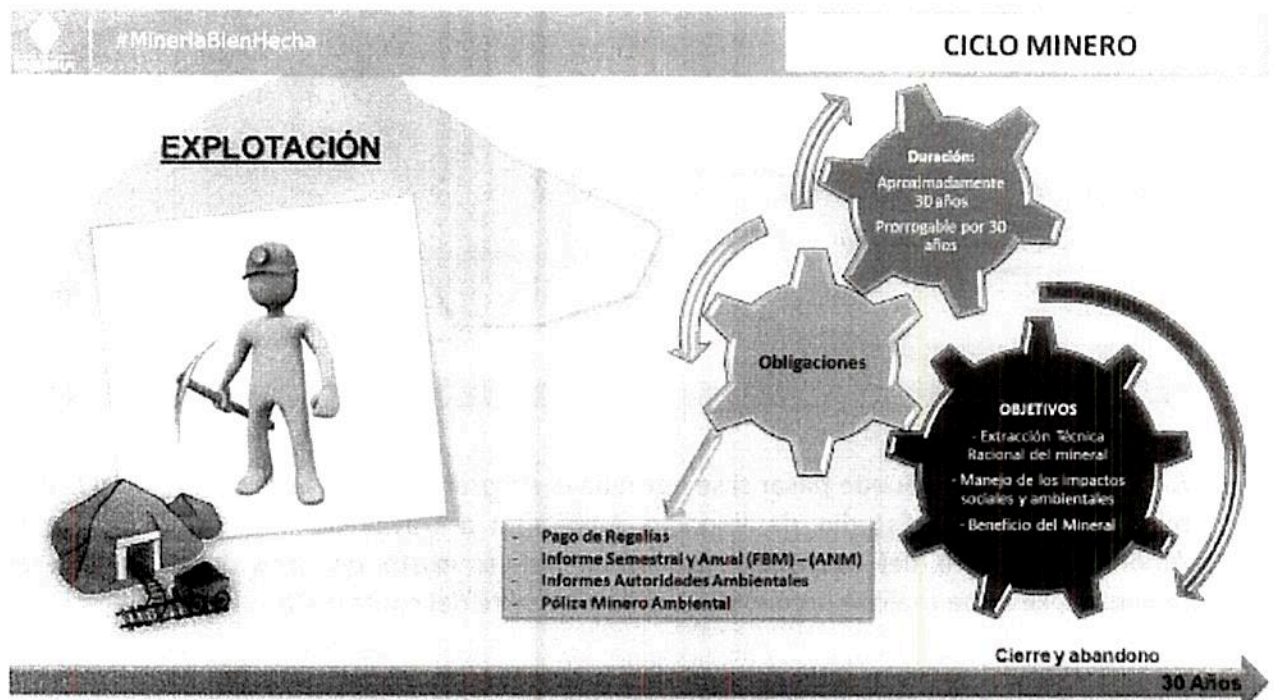 #MineríaBienHecha
CICLO MINERO
EXPLOTACIÓN
Duración:
Aproximadamente
30 años
Prorrogable por 30
años
Obligaciones
OBJETIVOS
- Extracción Técnica
Racional del mineral
- Manejo de los impactos
sociales y ambientales
- Beneficio del Mineral
- Pago de Regalías
- Informe Semestral y Anual (FBM) – (ANM)
- Informes Autoridades Ambientales
- Póliza Minero Ambiental
Cierre y abandono
30 Años